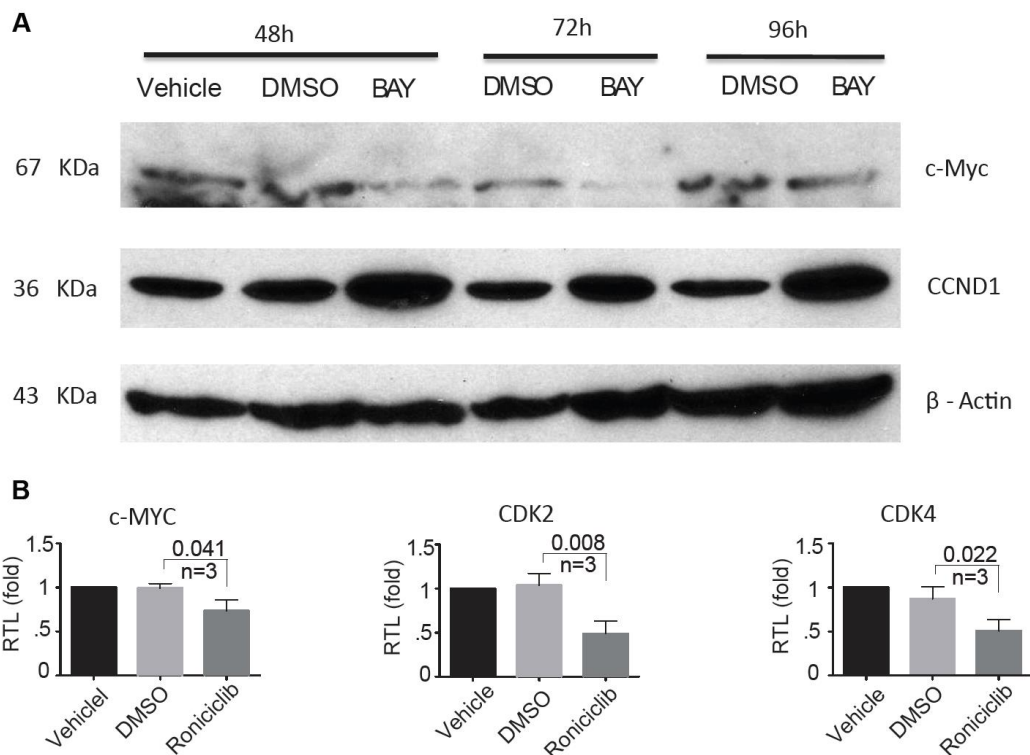 A
48h 72h 96h
Vehicle DMSO BAY DMSO BAY DMSO BAY
67 KDa c-Myc
36 KDa CCND1
43 KDa β - Actin
B
c-MYC
RTL (fold)
1.5
1
.5
0
0.041
n=3
Vehiclel
DMSO
Roniciclib
CDK2
RTL (fold)
1.5
1
.5
0
0.008
n=3
Vehicle
DMSO
Roniciclib
CDK4
RTL (fold)
1.5
1
.5
0
0.022
n=3
Vehicle
DMSO
Roniciclib